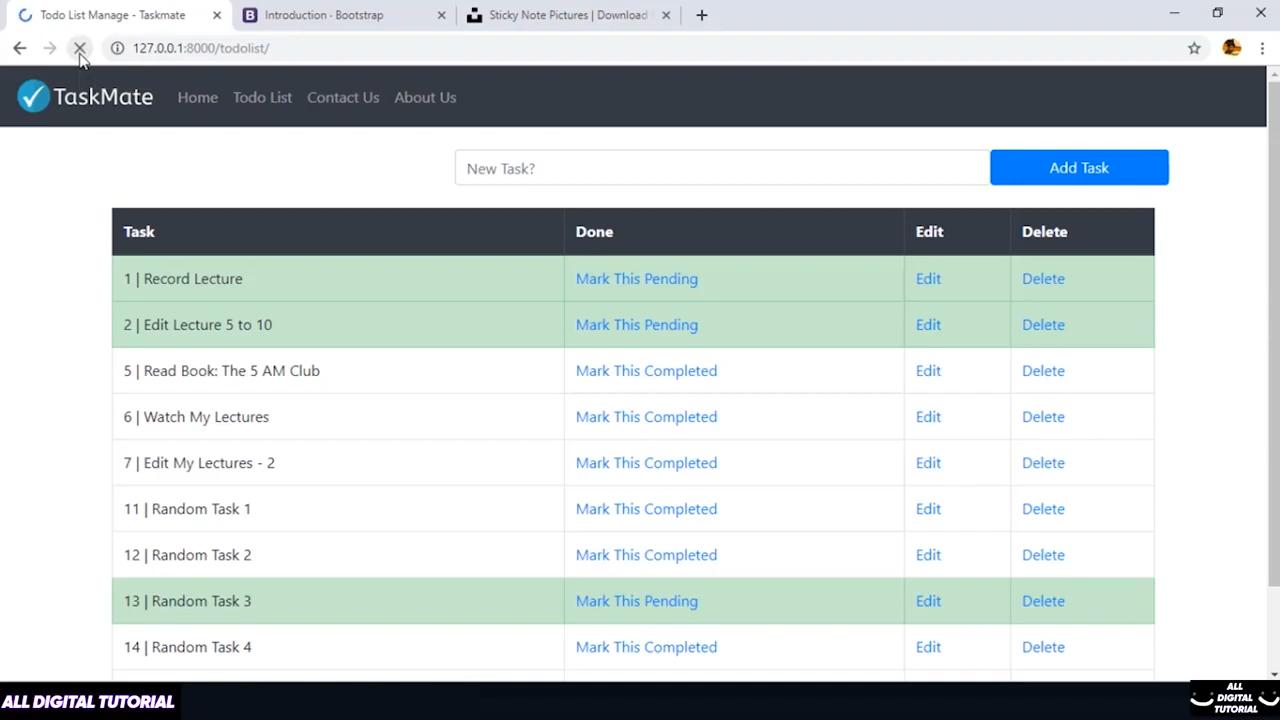 Todo List Manage - Taskmate
Introduction · Bootstrap
Sticky Note Pictures | Download
127.0.0.1:8000/todolist/
TaskMate Home Todo List Contact Us About Us
New Task? Add Task
Task Done Edit Delete
1 | Record Lecture Mark This Pending Edit Delete
2 | Edit Lecture 5 to 10 Mark This Pending Edit Delete
5 | Read Book: The 5 AM Club Mark This Completed Edit Delete
6 | Watch My Lectures Mark This Completed Edit Delete
7 | Edit My Lectures - 2 Mark This Completed Edit Delete
11 | Random Task 1 Mark This Completed Edit Delete
12 | Random Task 2 Mark This Completed Edit Delete
13 | Random Task 3 Mark This Pending Edit Delete
14 | Random Task 4 Mark This Completed Edit Delete
ALL DIGITAL TUTORIAL
ALL
DIGITAL
TUTORIAL